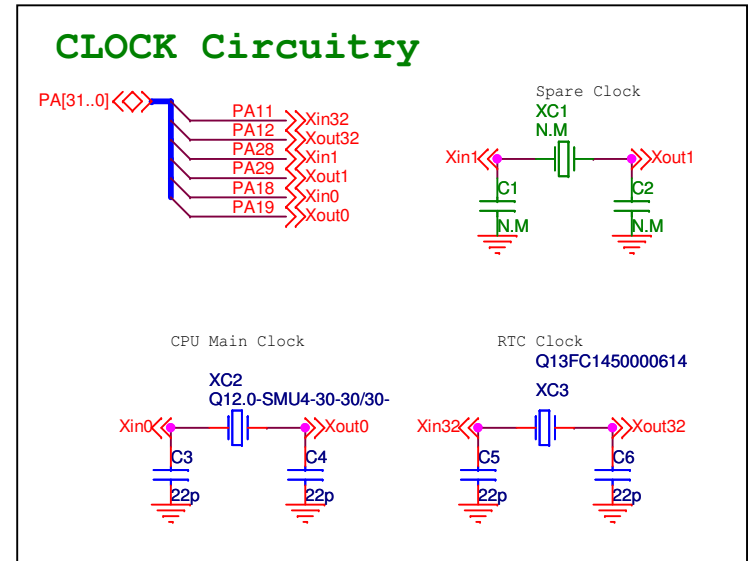 CLOCK Circuitry
PA[31..0]
PA11 Xin32
PA12 Xout32
PA28 Xin1
PA29 Xout1
PA18 Xin0
PA19 Xout0
Spare Clock
XC1
N.M
Xin1 Xout1
C1 C2
N.M N.M
CPU Main Clock
XC2
Q12.0-SMU4-30-30/30-
Xin0 Xout0
C3 C4
22p 22p
RTC Clock
Q13FC1450000614
XC3
Xin32 Xout32
C5 C6
22p 22p